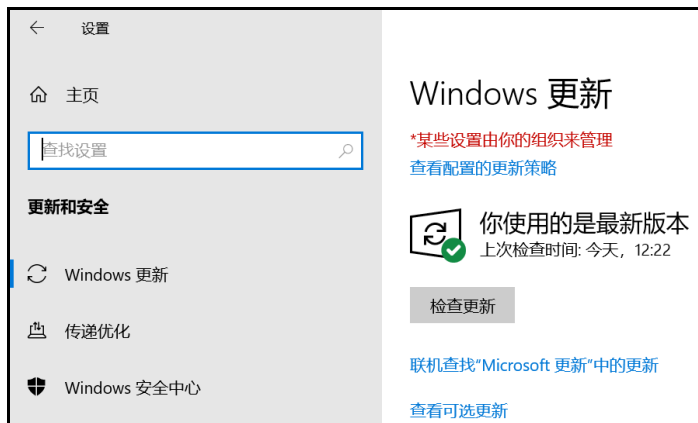 设置
主页
查找设置
更新和安全
Windows 更新
传递优化
Windows 安全中心
Windows 更新
*某些设置由你的组织来管理
查看配置的更新策略
你使用的是最新版本
上次检查时间: 今天，12:22
检查更新
联机查找"Microsoft 更新"中的更新
查看可选更新